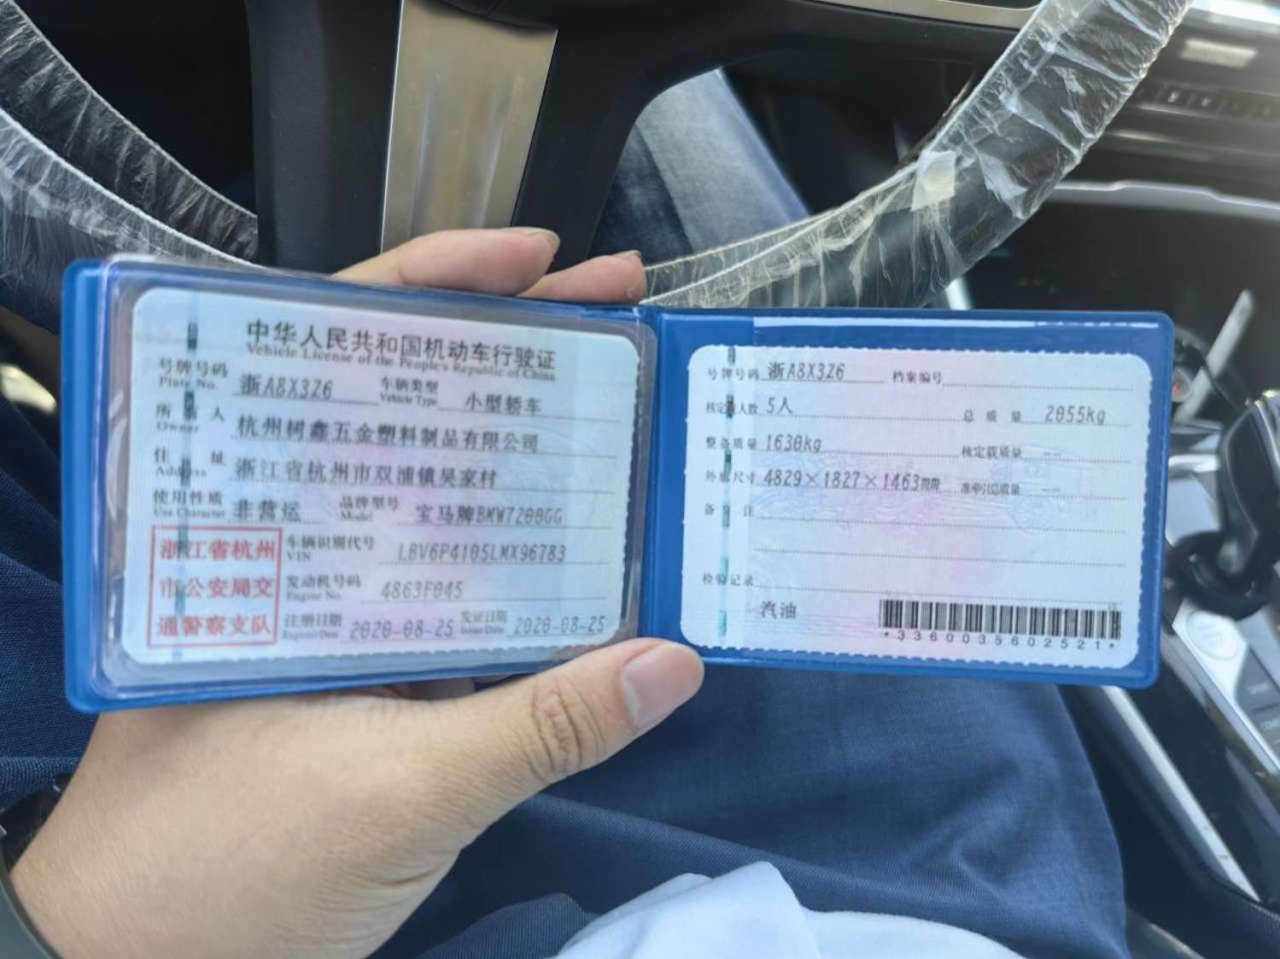 中华人民共和国机动车行驶证
Vehicle License of the People's Republic of China
号牌号码 浙A8X3Z6 车辆类型 小型轿车
Plate No. Vehicle Type
所有人 杭州树鑫五金塑料制品有限公司
Owner
住址 浙江省杭州市双浦镇吴家村
Address
使用性质 非营运 品牌型号 宝马牌BMW7200GG
Use Character Model
浙江省杭州
市公安局交
通警察支队
车辆识别代号 LBV6P4105LMX96783
VIN
发动机号码 4863F045
Engine No.
注册日期 2020-08-25 发证日期 2020-08-25
Register Date Issue Date
号牌号码 浙A8X3Z6 档案编号
核定载人数 5人 总质量 2055kg
整备质量 1630kg 核定载质量 --
外廓尺寸 4829×1827×1463mm 准牵引总质量 --
备注
检验记录
汽油
*3360035602521*